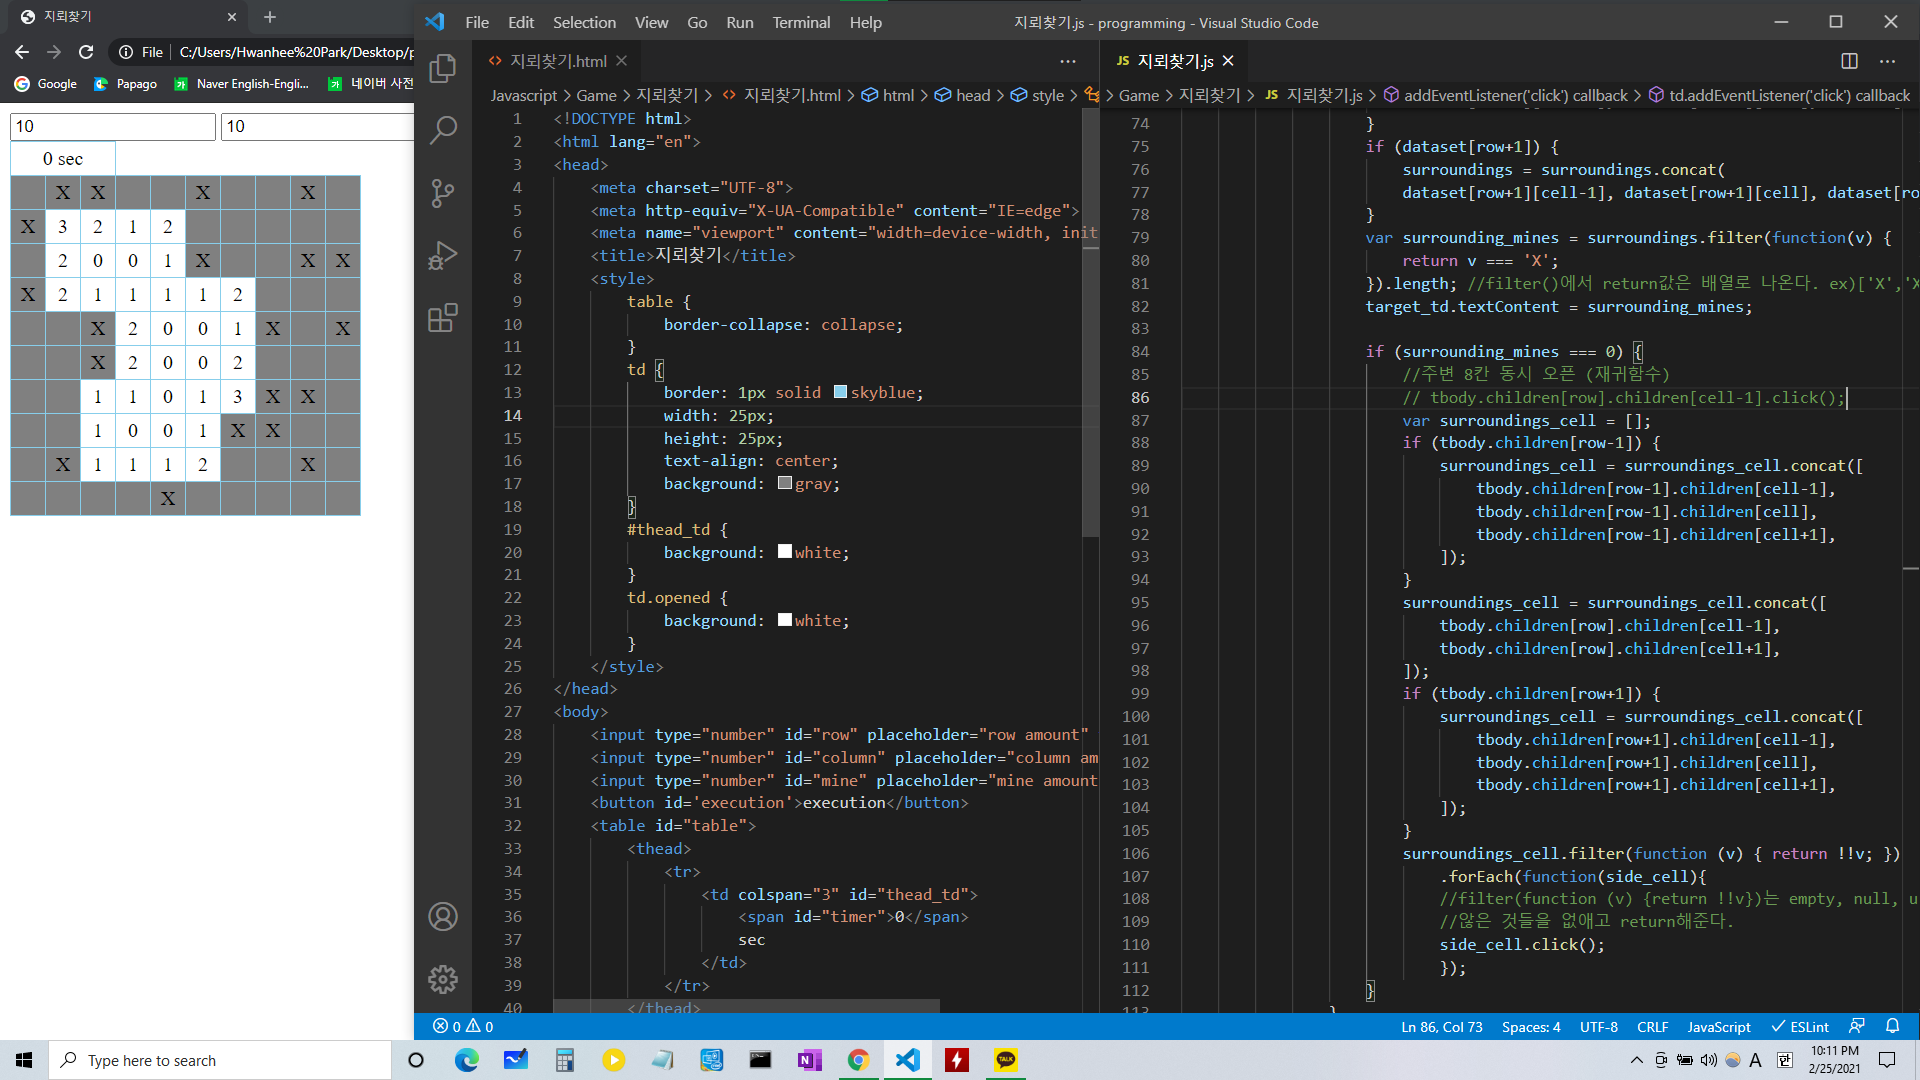 지뢰찾기
File C:/Users/Hwanhee%20Park/Desktop/p
Google Papago Naver English-Engli... 네이버 사전
10 10
0 sec
X X X X
X 3 2 1 2
2 0 0 1 X X X
X 2 1 1 1 1 2
X 2 0 0 1 X X
X 2 0 0 2
1 1 0 1 3 X X
1 0 0 1 X X
X 1 1 1 2 X
X
File Edit Selection View Go Run Terminal Help
지뢰찾기.js - programming - Visual Studio Code
지뢰찾기.html
Javascript > Game > 지뢰찾기 > 지뢰찾기.html > html > head > style >
1 <!DOCTYPE html>
2 <html lang="en">
3 <head>
4 <meta charset="UTF-8">
5 <meta http-equiv="X-UA-Compatible" content="IE=edge">
6 <meta name="viewport" content="width=device-width, init
7 <title>지뢰찾기</title>
8 <style>
9 table {
10 border-collapse: collapse;
11 }
12 td {
13 border: 1px solid skyblue;
14 width: 25px;
15 height: 25px;
16 text-align: center;
17 background: gray;
18 }
19 #thead_td {
20 background: white;
21 }
22 td.opened {
23 background: white;
24 }
25 </style>
26 </head>
27 <body>
28 <input type="number" id="row" placeholder="row amount"
29 <input type="number" id="column" placeholder="column am
30 <input type="number" id="mine" placeholder="mine amount
31 <button id='execution'>execution</button>
32 <table id="table">
33 <thead>
34 <tr>
35 <td colspan="3" id="thead_td">
36 <span id="timer">0</span>
37 sec
38 </td>
39 </tr>
40 </thead>
JS 지뢰찾기.js
> Game > 지뢰찾기 > JS 지뢰찾기.js > addEventListener('click') callback > td.addEventListener('click') callback
74 }
75 if (dataset[row+1]) {
76 surroundings = surroundings.concat(
77 dataset[row+1][cell-1], dataset[row+1][cell], dataset[ro
78 }
79 var surrounding_mines = surroundings.filter(function(v) {
80 return v === 'X';
81 }).length; //filter()에서 return값은 배열로 나온다. ex)['X','X
82 target_td.textContent = surrounding_mines;
83
84 if (surrounding_mines === 0) {
85 //주변 8칸 동시 오픈 (재귀함수)
86 // tbody.children[row].children[cell-1].click();
87 var surroundings_cell = [];
88 if (tbody.children[row-1]) {
89 surroundings_cell = surroundings_cell.concat([
90 tbody.children[row-1].children[cell-1],
91 tbody.children[row-1].children[cell],
92 tbody.children[row-1].children[cell+1],
93 ]);
94 }
95 surroundings_cell = surroundings_cell.concat([
96 tbody.children[row].children[cell-1],
97 tbody.children[row].children[cell+1],
98 ]);
99 if (tbody.children[row+1]) {
100 surroundings_cell = surroundings_cell.concat([
101 tbody.children[row+1].children[cell-1],
102 tbody.children[row+1].children[cell],
103 tbody.children[row+1].children[cell+1],
104 ]);
105 }
106 surroundings_cell.filter(function (v) { return !!v; })
107 .forEach(function(side_cell){
108 //filter(function (v) {return !!v})는 empty, null, u
109 //않은 것들을 없애고 return해준다.
110 side_cell.click();
111 });
112 }
113 }
0 0
Ln 86, Col 73 Spaces: 4 UTF-8 CRLF JavaScript ESLint
Type here to search
TALK
A 한
10:11 PM
2/25/2021